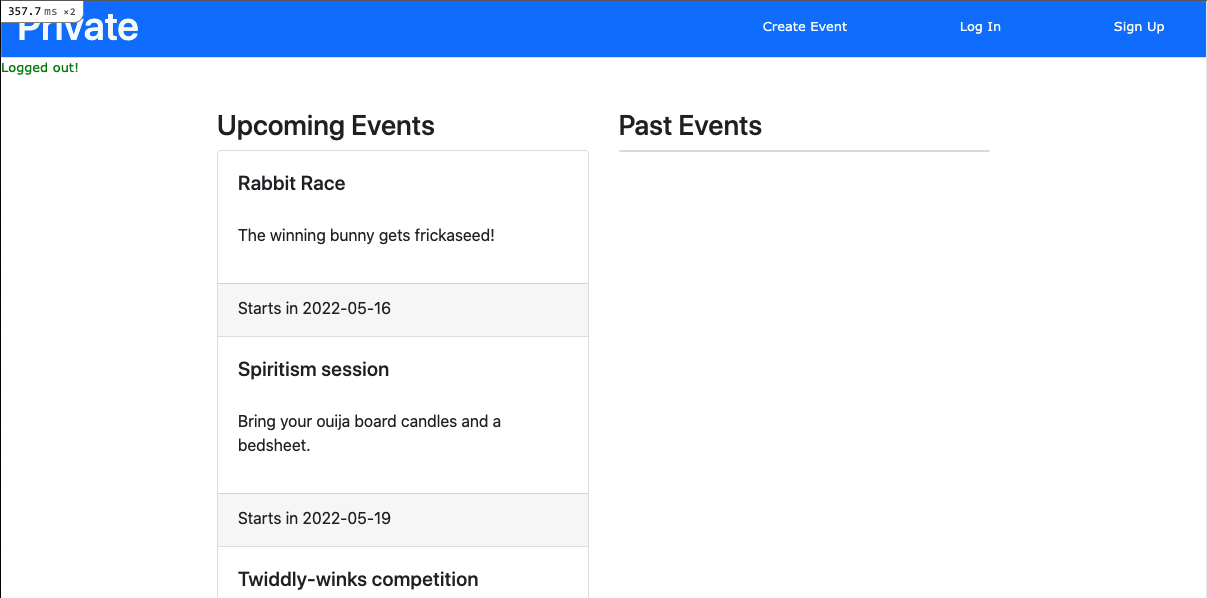 357.7 ms ×2
Private
Create Event
Log In
Sign Up
Logged out!
Upcoming Events
Rabbit Race
The winning bunny gets frickaseed!
Starts in 2022-05-16
Spiritism session
Bring your ouija board candles and a
bedsheet.
Starts in 2022-05-19
Twiddly-winks competition
Past Events